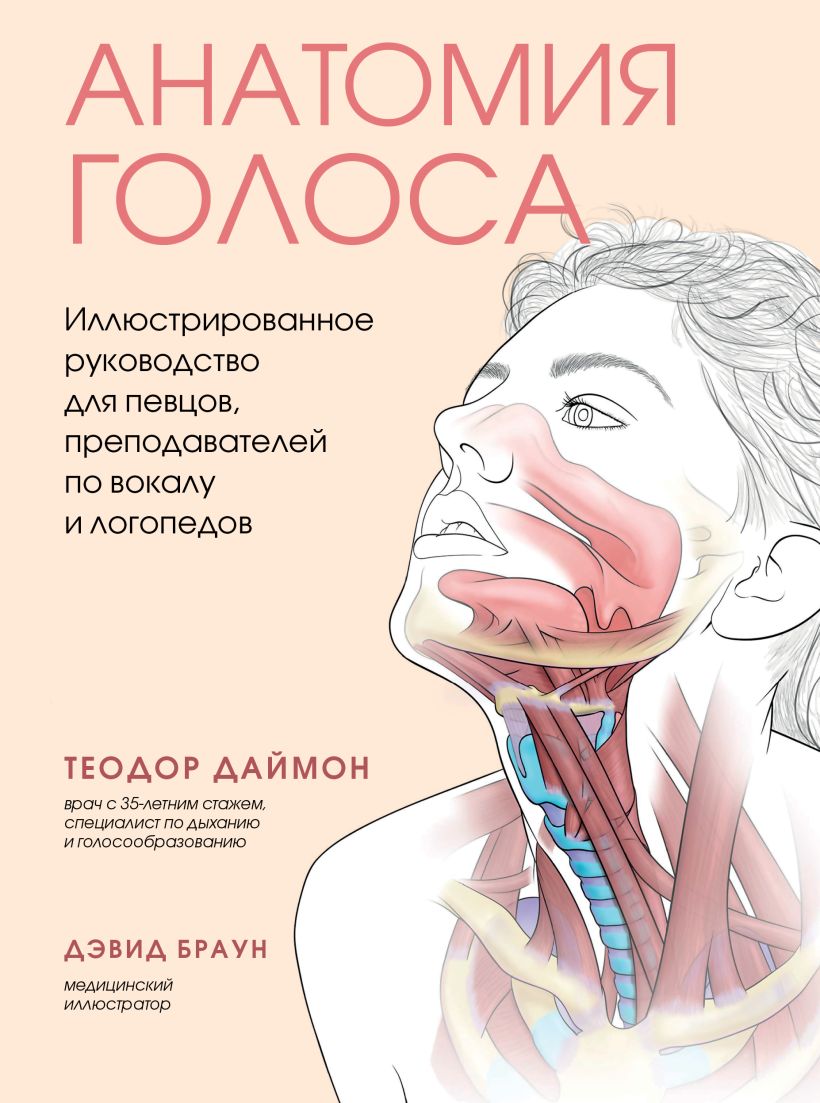 АНАТОМИЯ
ГОЛОСА
Иллюстрированное
руководство
для певцов,
преподавателей
по вокалу
и логопедов
ТЕОДОР ДАЙМОН
врач с 35-летним стажем,
специалист по дыханию
и голосообразованию
ДЭВИД БРАУН
медицинский
иллюстратор